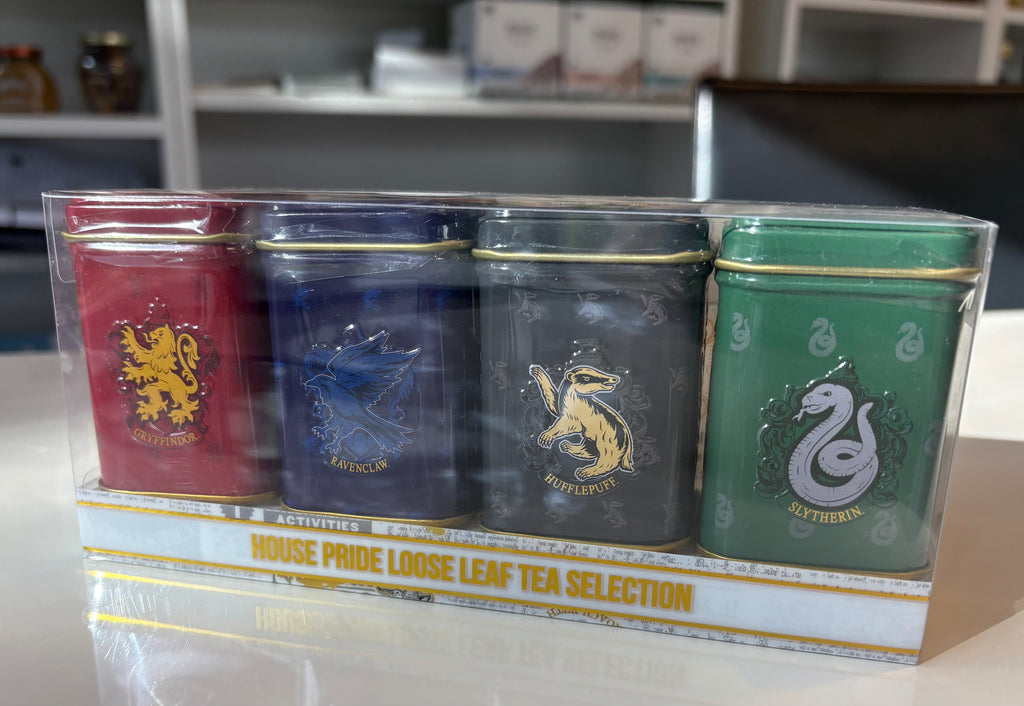 GRYFFINDOR
RAVENCLAW.
HUFFLEPUFF.
SLYTHERIN.
ACTIVITIES
HOUSE PRIDE LOOSE LEAF TEA SELECTION